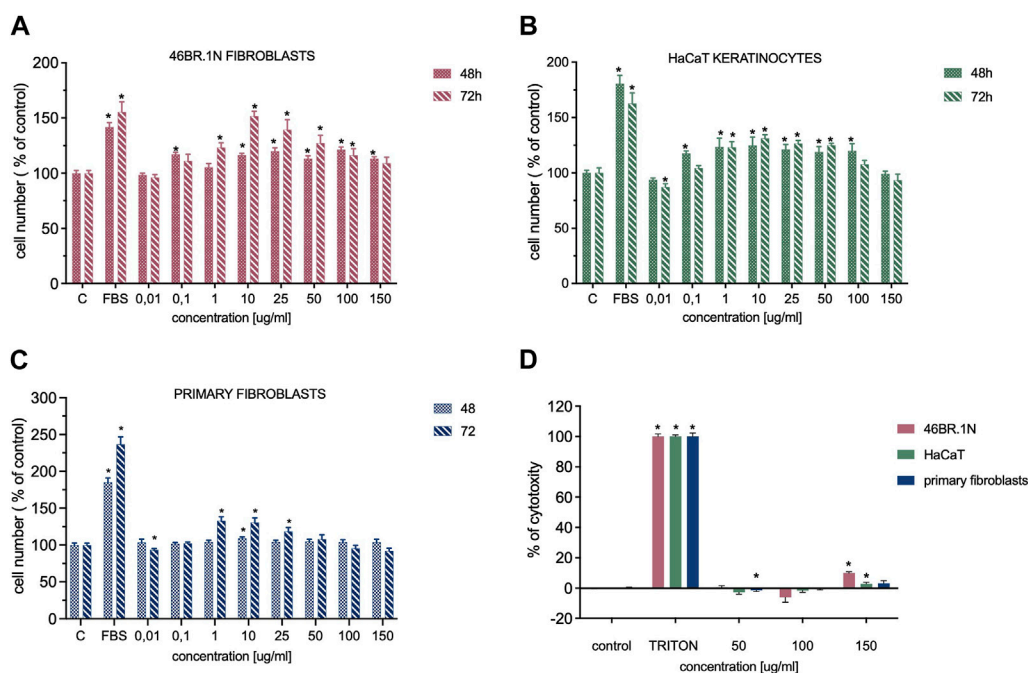 A
46BR.1N FIBROBLASTS
cell number ( % of control)
200
150
100
50
0
* * * * * * * * * * * * *
48h
72h
C FBS 0,01 0,1 1 10 25 50 100 150
concentration [ug/ml]
B
HaCaT KERATINOCYTES
cell number ( % of control)
200
150
100
50
0
* * * * * * * * * * * * * * *
48h
72h
C FBS 0,01 0,1 1 10 25 50 100 150
concentration [ug/ml]
C
PRIMARY FIBROBLASTS
cell number ( % of control)
300
250
200
150
100
50
0
* * * * * * *
48
72
C FBS 0,01 0,1 1 10 25 50 100 150
concentration [ug/ml]
D
% of cytotoxity
120
100
80
60
40
20
0
-20
* * * * * *
46BR.1N
HaCaT
primary fibroblasts
control TRITON 50 100 150
concentration [ug/ml]